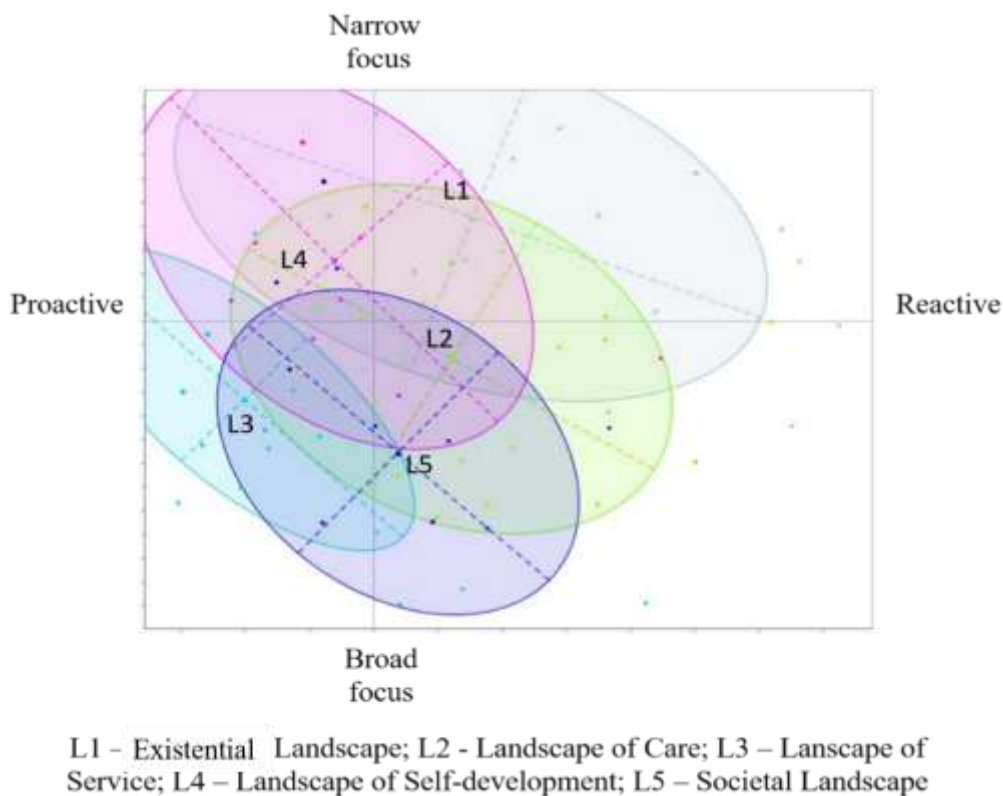 Narrow
focus
L1
L4
Proactive
Reactive
L2
L3
L5
Broad
focus
L1 - Existential Landscape; L2 - Landscape of Care; L3 – Lanscape of
Service; L4 – Landscape of Self-development; L5 – Societal Landscape